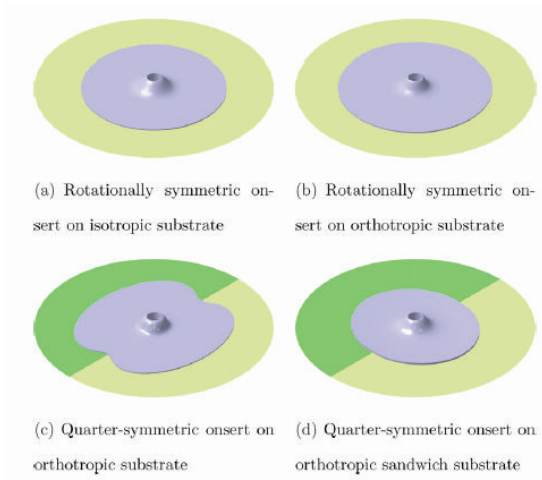 (a) Rotationally symmetric on-
sert on isotropic substrate
(b) Rotationally symmetric on-
sert on orthotropic substrate
(c) Quarter-symmetric onsert on
orthotropic substrate
(d) Quarter-symmetric onsert on
orthotropic sandwich substrate